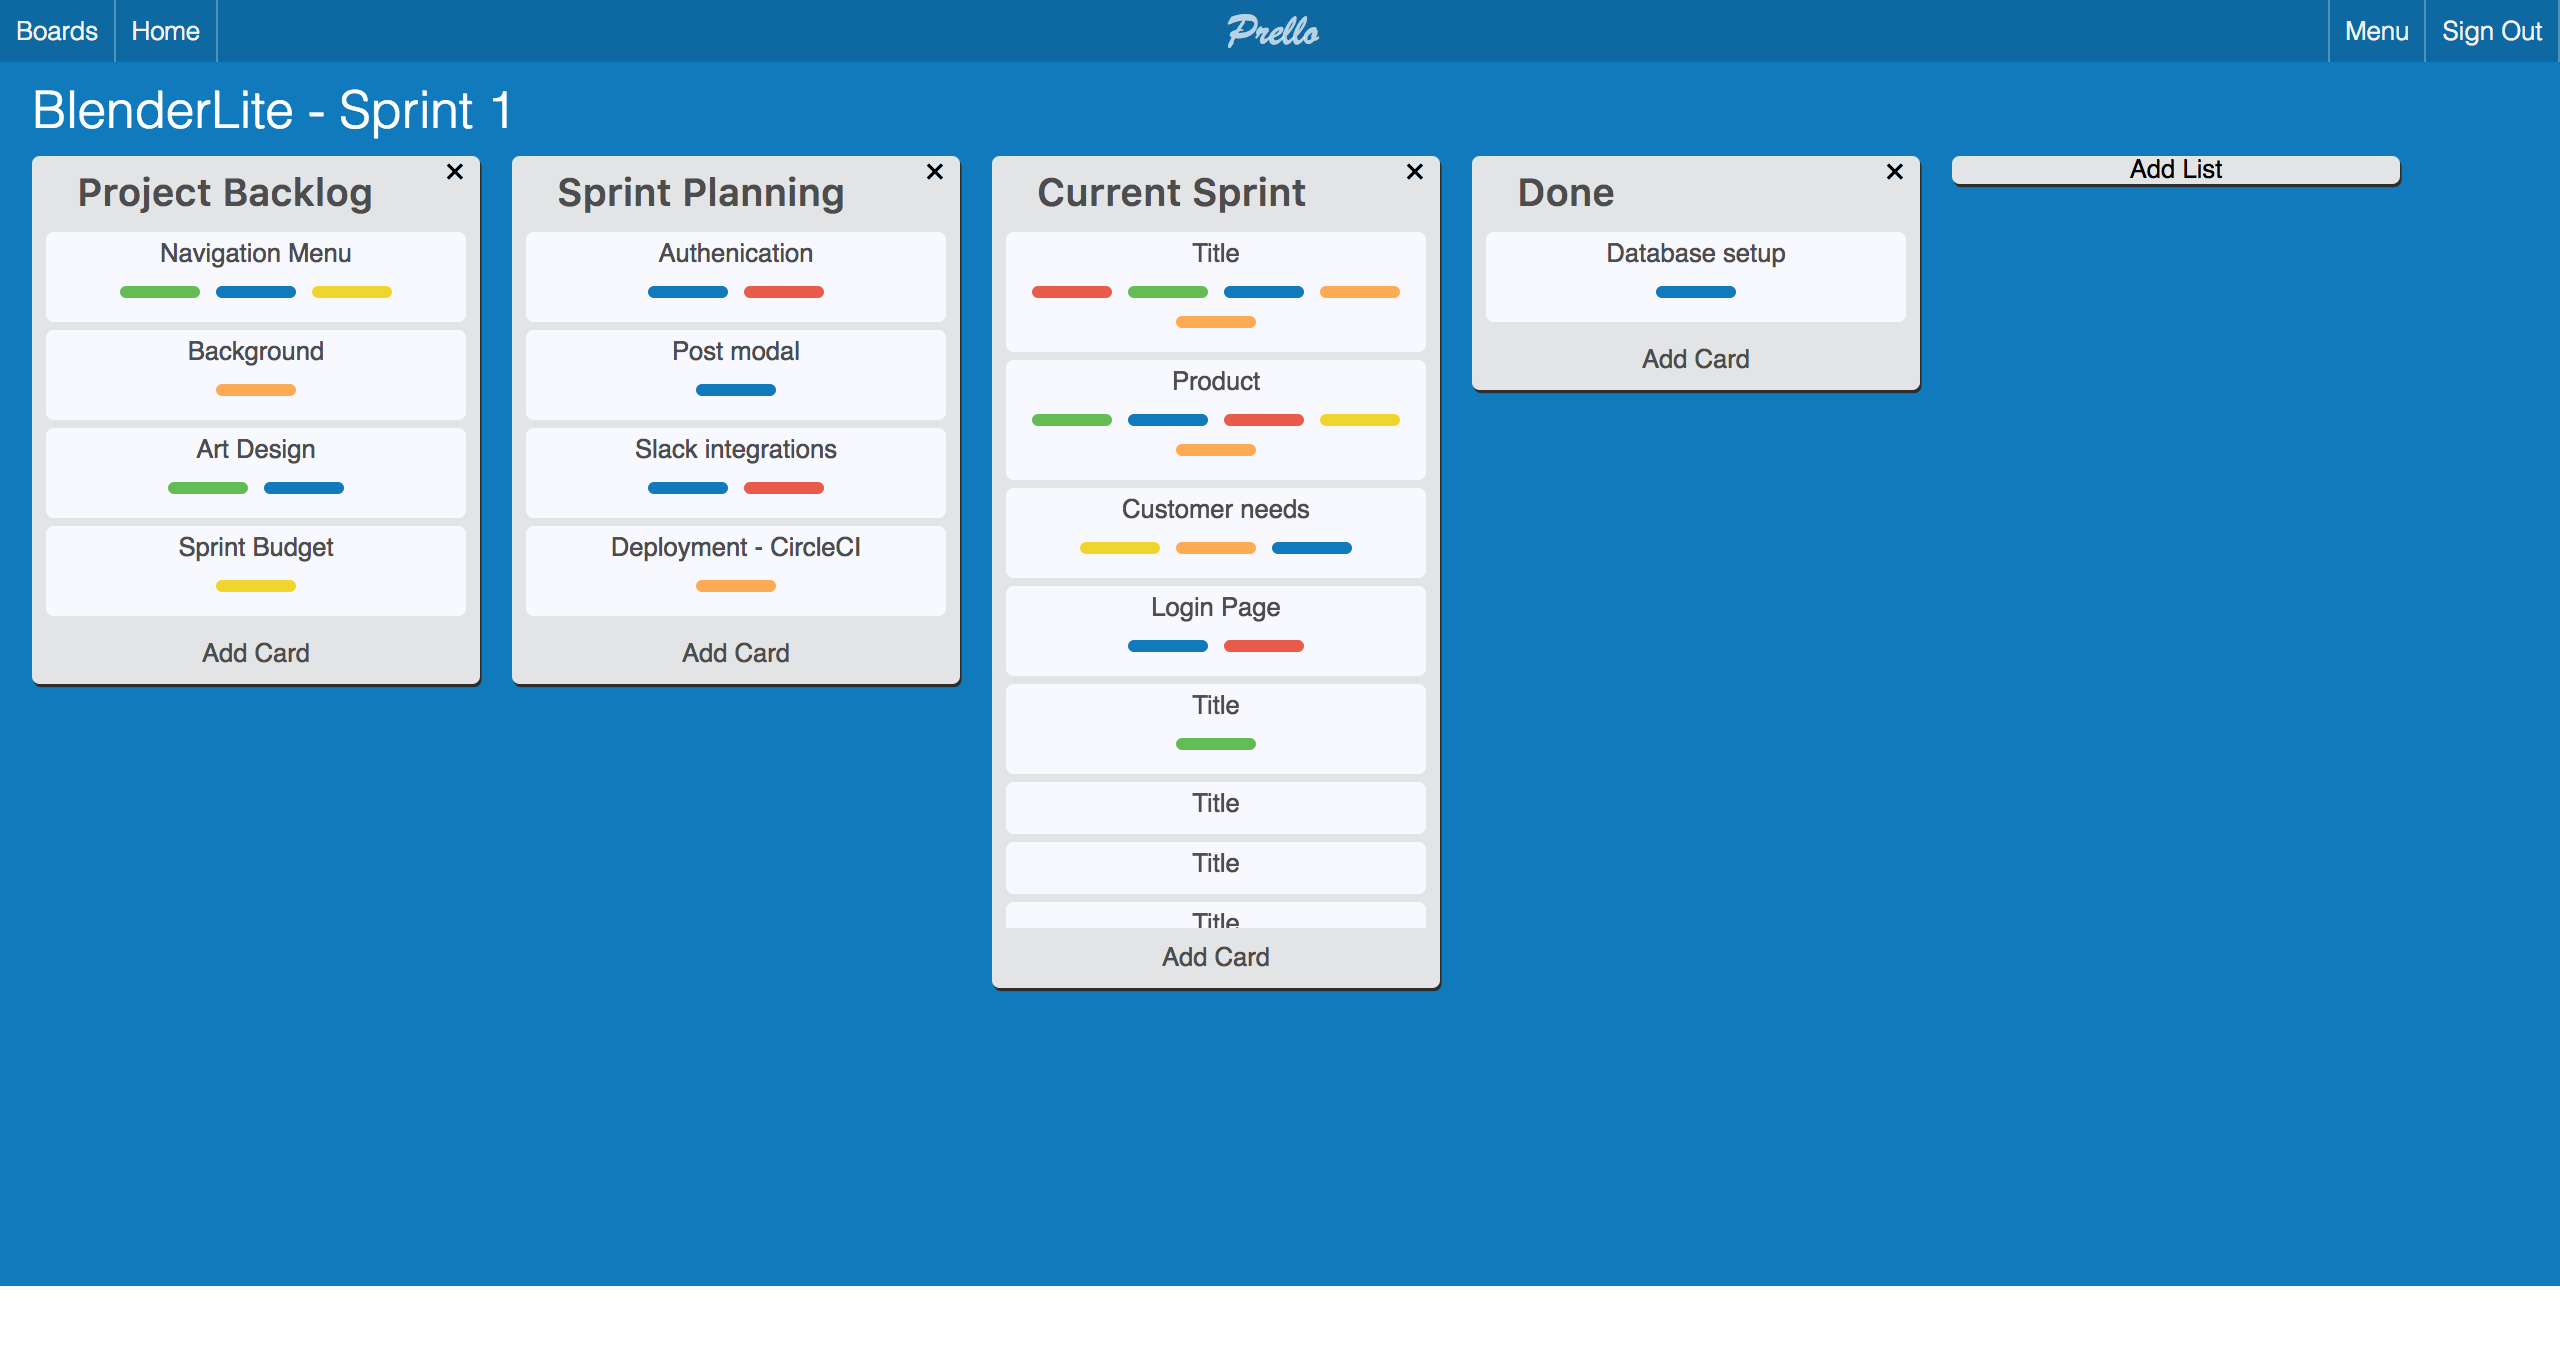 Boards
Home
Prello
Menu
Sign Out
BlenderLite - Sprint 1
Project Backlog
Navigation Menu
Background
Art Design
Sprint Budget
Add Card
Sprint Planning
Authenication
Post modal
Slack integrations
Deployment - CircleCI
Add Card
Current Sprint
Title
Product
Customer needs
Login Page
Title
Title
Title
Title
Add Card
Done
Database setup
Add Card
Add List